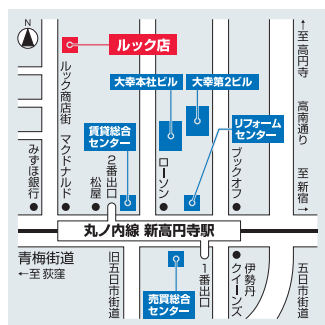 N
ルック店
←至 高円寺
高南通り
至 新宿→
大幸本社ビル
大幸第2ビル
ルック商店街
賃貸総合
センター
リフォーム
センター
みずほ銀行
マクドナルド
松屋
2番出口
ローソン
ブックオフ
丸ノ内線 新高円寺駅
青梅街道
←至 荻窪
旧五日市街道
売買総合
センター
1番出口
伊勢丹
クイーンズ
五日市街道